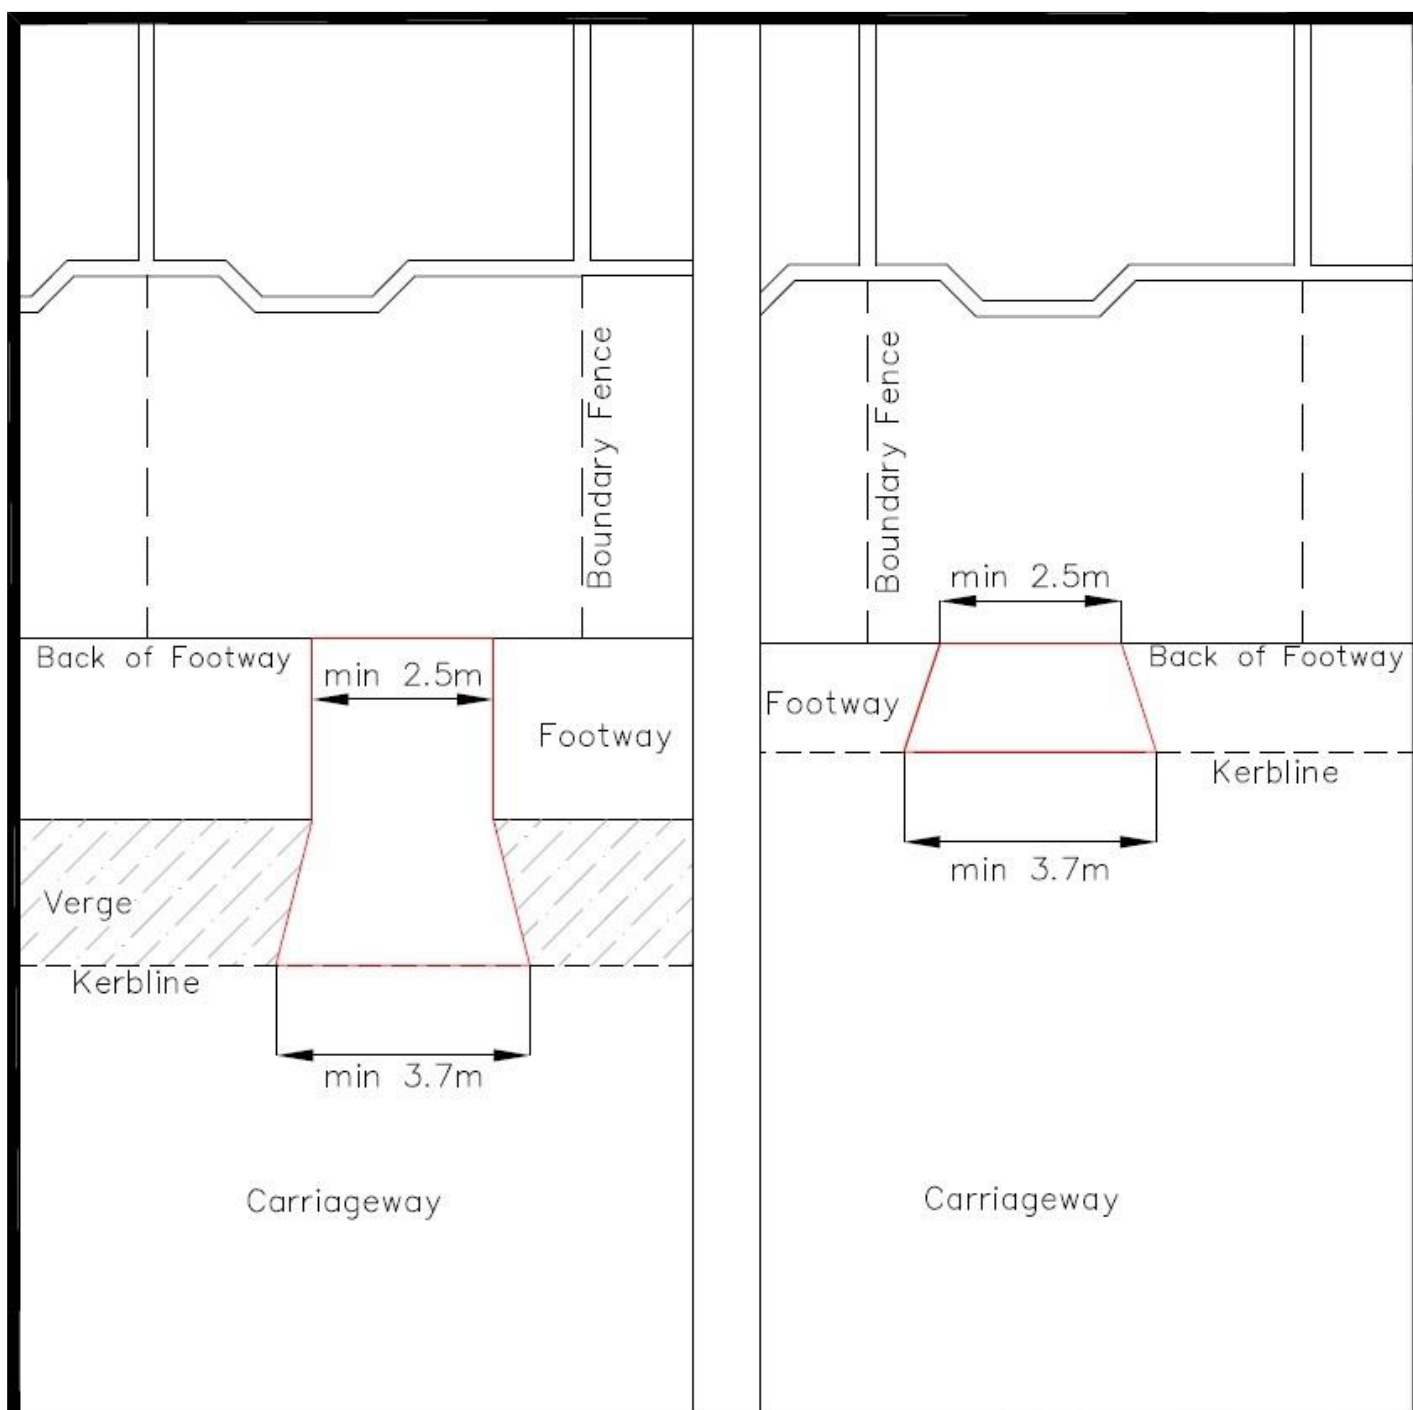 Boundary Fence
Back of Footway
min 2.5m
Footway
Verge
Kerbline
min 3.7m
Carriageway
Boundary Fence
min 2.5m
Back of Footway
Footway
Kerbline
min 3.7m
Carriageway